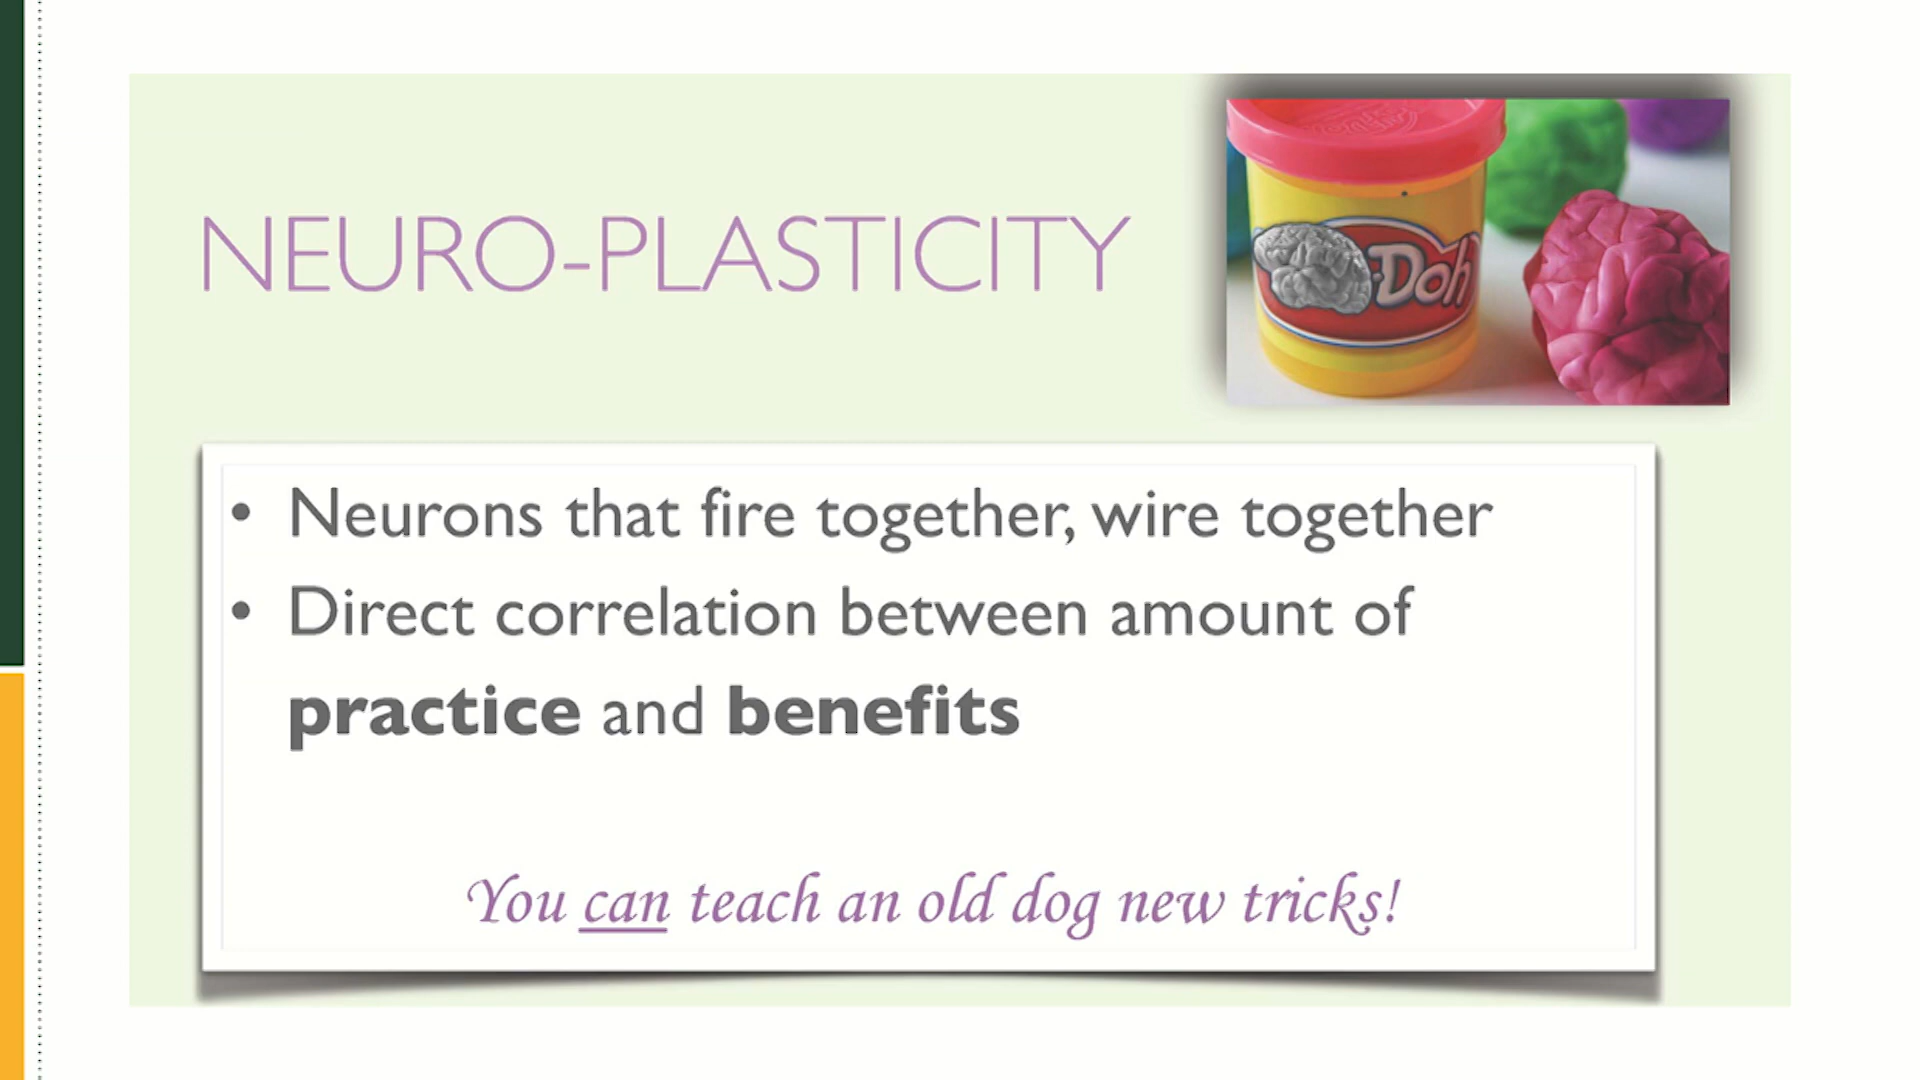 NEURO-PLASTICITY
-Doh
• Neurons that fire together, wire together
• Direct correlation between amount of
practice and benefits
You can teach an old dog new tricks!